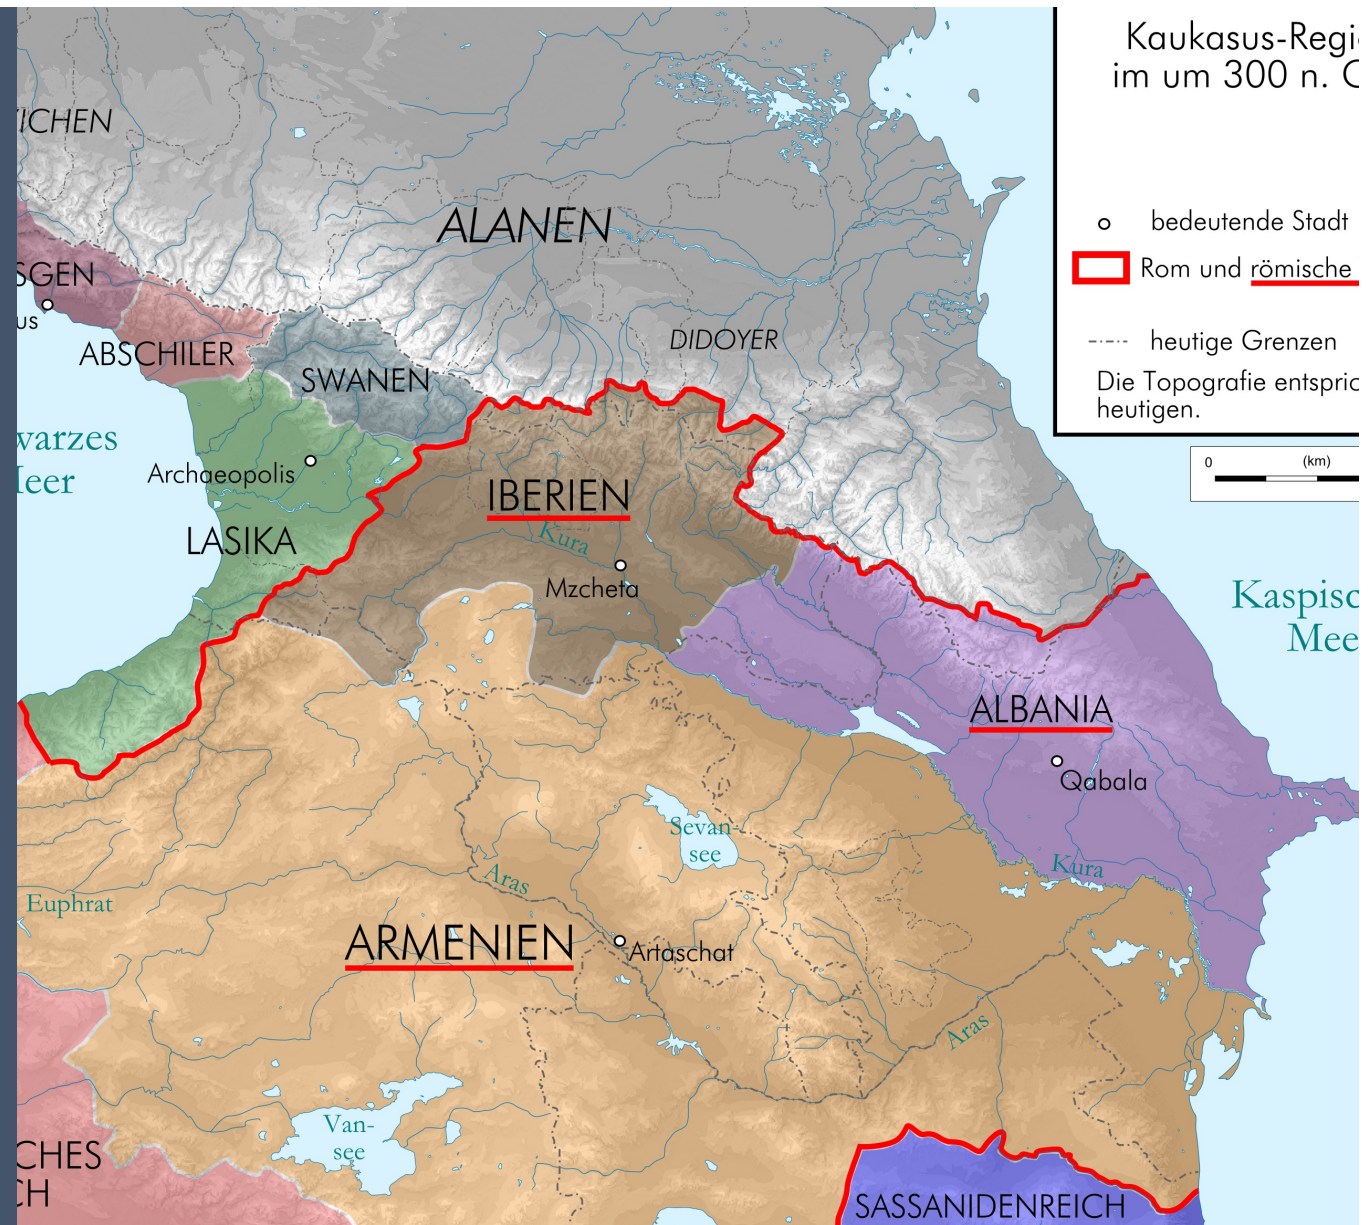 Kaukasus-Regi
im um 300 n. C
bedeutende Stadt
Rom und römische
heutige Grenzen
Die Topografie entspric
heutigen.
0 (km)
ICHEN
ALANEN
SGEN
us
ABSCHILER
DIDOYER
SWANEN
warzes
Meer
Archaeopolis
IBERIEN
LASIKA
Kura
Mzcheta
Kaspisc
Mee
ALBANIA
Qabala
Sevan-
see
Kura
Aras
Euphrat
ARMENIEN
Artaschat
Aras
Van-
see
CHES
CH
SASSANIDENREICH